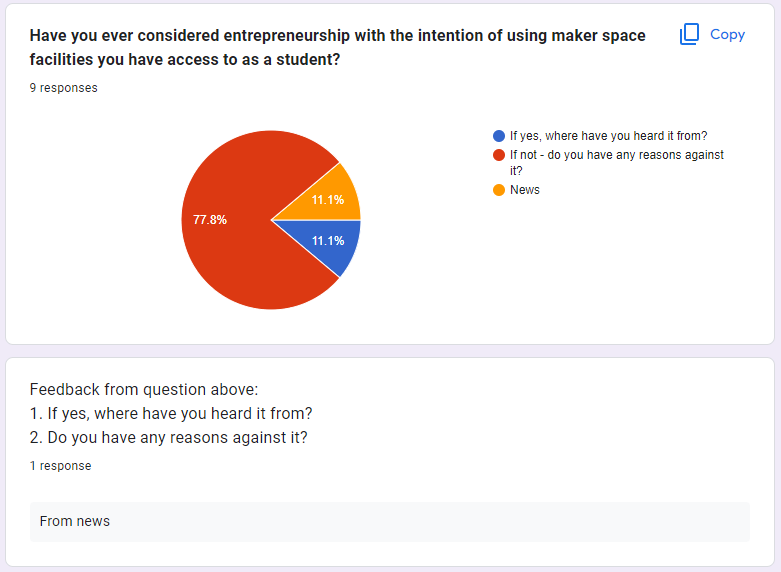 Have you ever considered entrepreneurship with the intention of using maker space
facilities you have access to as a student?
Copy
9 responses
If yes, where have you heard it from?
If not - do you have any reasons against
it?
News
77.8%
11.1%
11.1%
Feedback from question above:
1. If yes, where have you heard it from?
2. Do you have any reasons against it?
1 response
From news